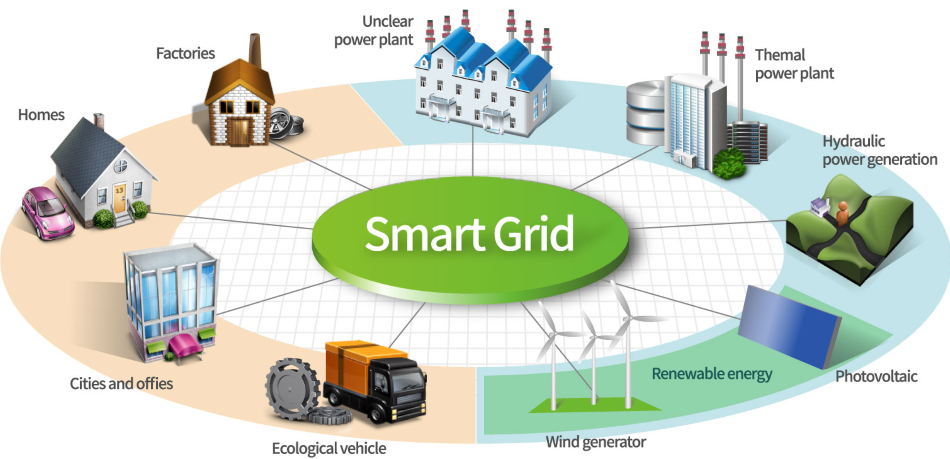 Unclear
power plant
Factories
Themal
power plant
Homes
Hydraulic
power generation
13
Smart Grid
Renewable energy
Photovoltaic
Cities and offies
Wind generator
Ecological vehicle